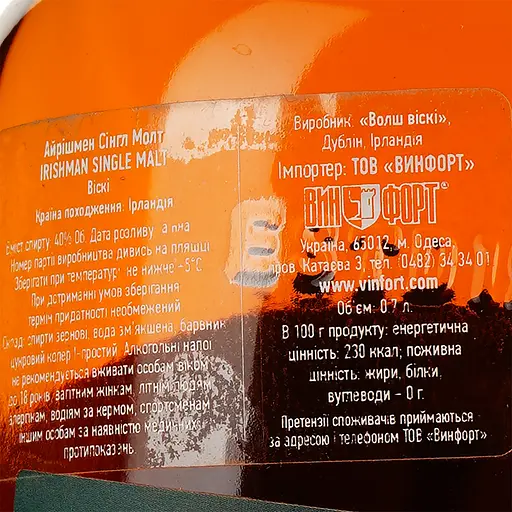 Айрішмен Сінгл Молт
IRISHMAN SINGLE MALT
Віскі
Країна походження: Ірландія
Вміст спирту: 40% об. Дата розливу та
Номер партії виробництва дивись на пляшці
Зберігати при температурі не нижче +5°C
При дотриманні умов зберігання
термін придатності необмежений
Склад: спирти зернові, вода зм'якшена, барвник
цукровий колер I-простий. Алкогольні напої
не рекомендується вживати особам віком
до 18 років, вагітним жінкам, літнім людям,
алергікам, водіям за кермом, спортсменам
іншим особам за наявністю медичних
протипоказань.
Виробник: «Волш віскі»,
Дублін, Ірландія
Імпортер: ТОВ «ВИНФОРТ»
ВИНФОРТ®
Україна, 65012, м. Одеса,
пров. Катаєва 3, тел. (0482) 34 34 01
www.vinfort.com
Об'єм: 0.7 л.
В 100 г продукту: енергетична
цінність: 230 ккал; поживна
цінність: жири, білки,
вуглеводи - 0 г.
Претензії споживачів приймаються
за адресою і телефоном ТОВ «Винфорт»